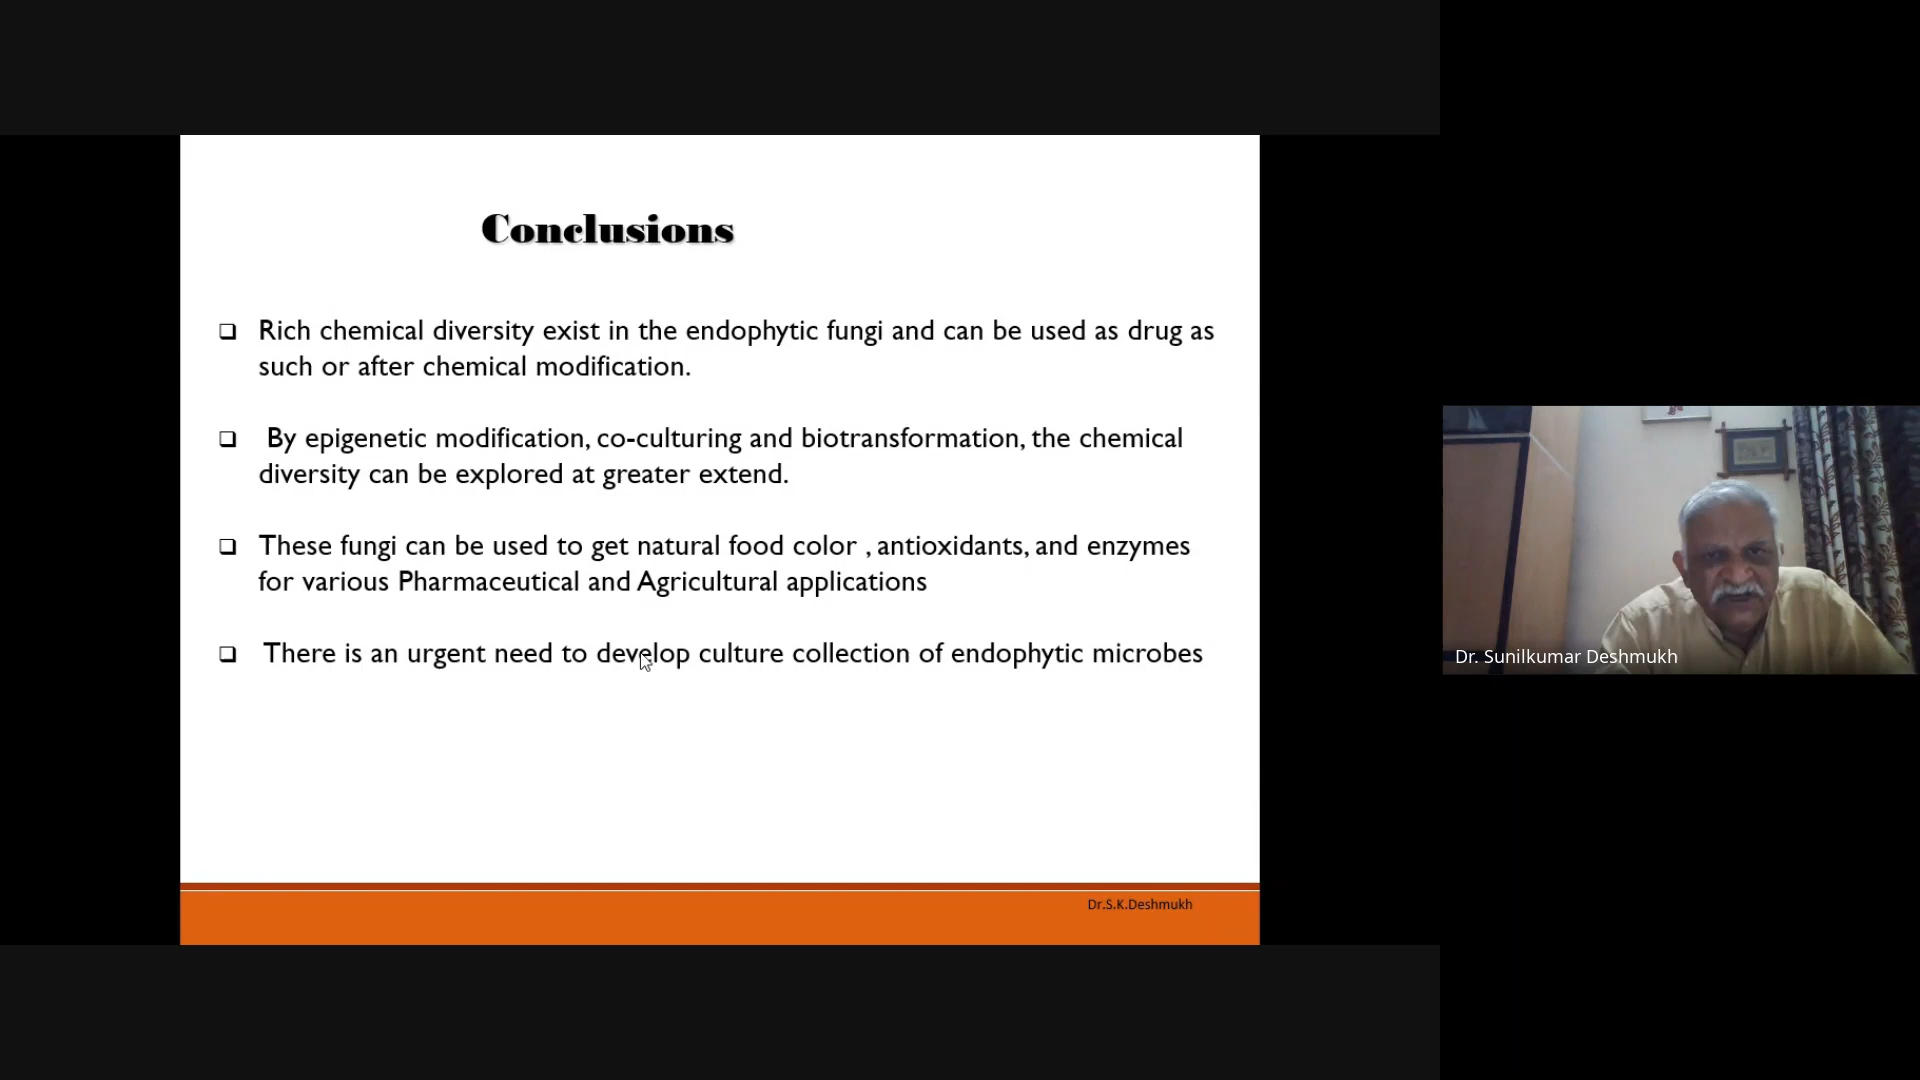 Conclusions
Rich chemical diversity exist in the endophytic fungi and can be used as drug as
such or after chemical modification.
By epigenetic modification, co-culturing and biotransformation, the chemical
diversity can be explored at greater extend.
These fungi can be used to get natural food color , antioxidants, and enzymes
for various Pharmaceutical and Agricultural applications
There is an urgent need to develop culture collection of endophytic microbes
Dr.S.K.Deshmukh
Dr. Sunilkumar Deshmukh